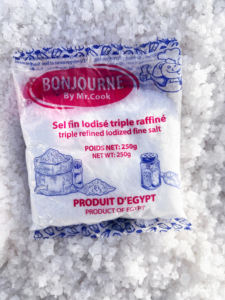 BONJOURNE
By Mr.Cook
Sel fin Iodisé triple raffiné
triple refined Iodized fine salt
POIDS NET: 250g
NET WT: 250g
PRODUIT D'EGYPT
PRODUCT OF EGYPT